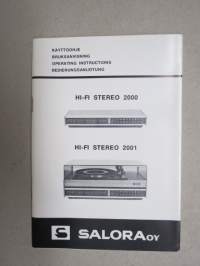 KÄYTTÖOHJE
BRUKSANVISNING
OPERATING INSTRUCTIONS
BEDIENUNGSANLEITUNG
HI-FI STEREO 2000
HI-FI STEREO 2001
S SALORA OY